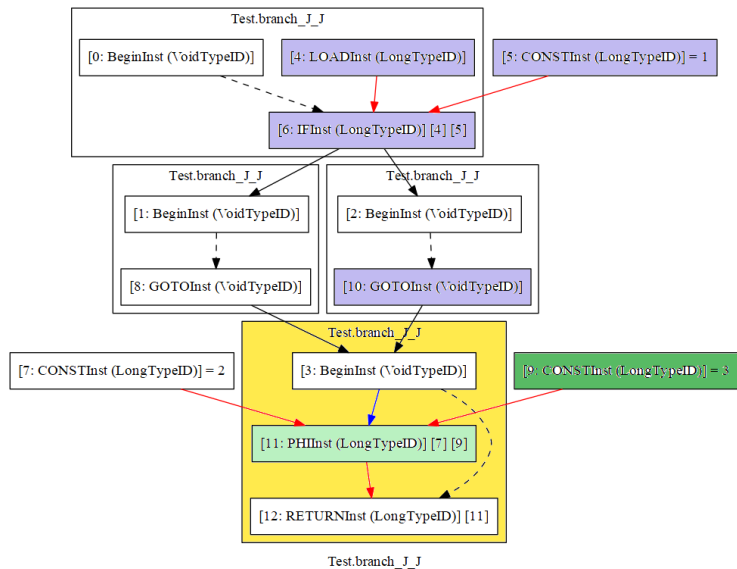 Test.branch_J_J
[0: BeginInst (VoidTypeID)]
[4: LOADInst (LongTypeID)]
[5: CONSTInst (LongTypeID)] = 1
[6: IFInst (LongTypeID)] [4] [5]
Test.branch_J_J
Test.branch_J_J
[1: BeginInst (VoidTypeID)]
[2: BeginInst (VoidTypeID)]
[8: GOTOInst (VoidTypeID)]
[10: GOTOInst (VoidTypeID)]
Test.branch_J_J
[7: CONSTInst (LongTypeID)] = 2
[3: BeginInst (VoidTypeID)]
[9: CONSTInst (LongTypeID)] = 3
[11: PHIInst (LongTypeID)] [7] [9]
[12: RETURNInst (LongTypeID)] [11]
Test.branch_J_J